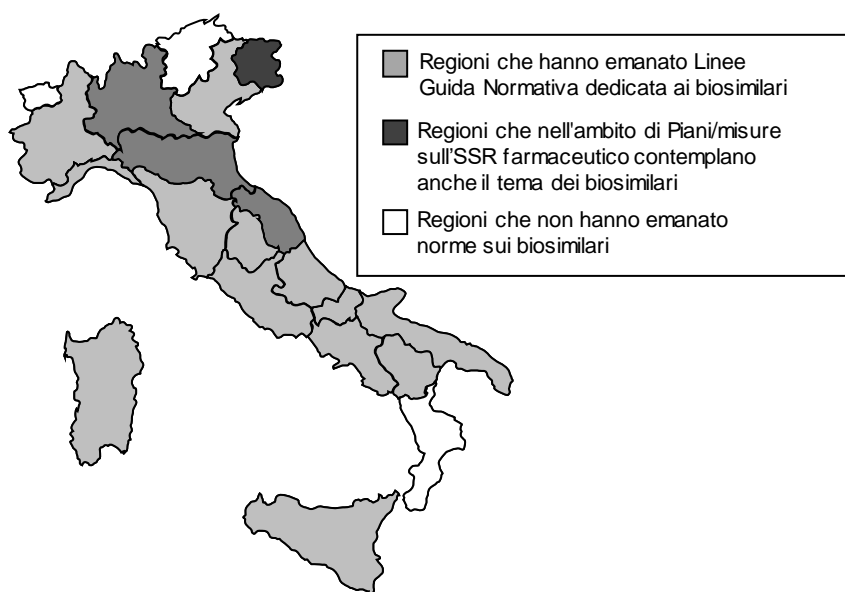 Regioni che hanno emanato Linee
Guida Normativa dedicata ai biosimilari
Regioni che nell'ambito di Piani/misure
sull'SSR farmaceutico contemplano
anche il tema dei biosimilari
Regioni che non hanno emanato
norme sui biosimilari